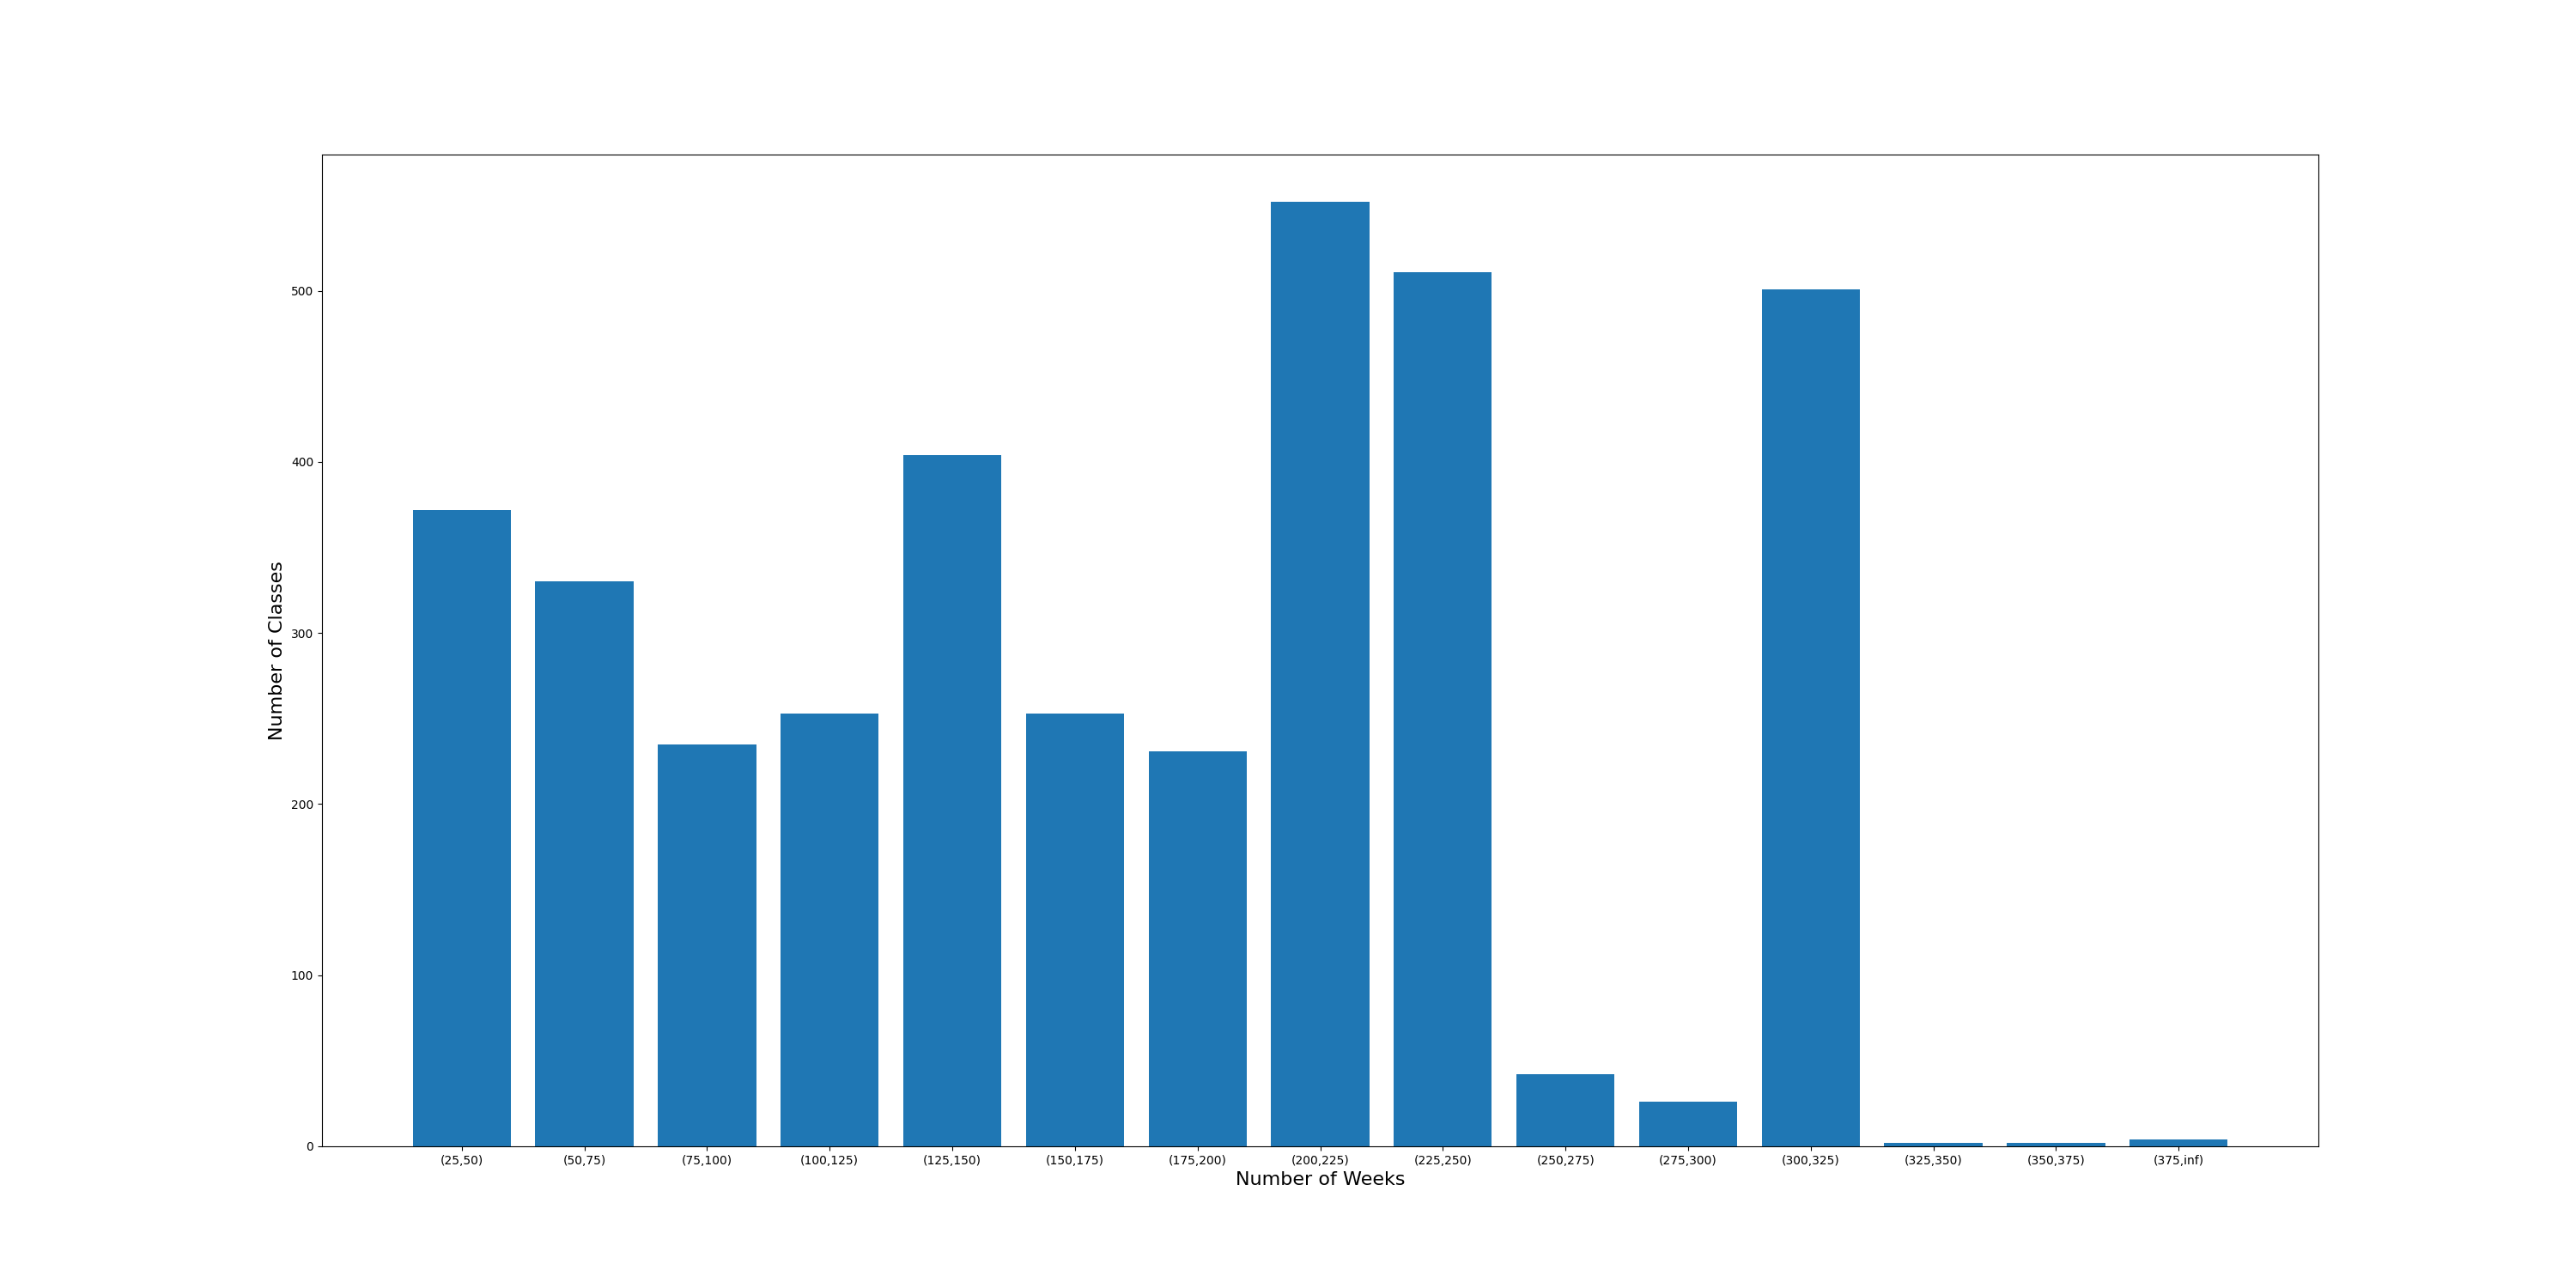 500
400
300
200
100
0
Number of Classes
(25,50) (50,75) (75,100) (100,125) (125,150) (150,175) (175,200) (200,225) (225,250) (250,275) (275,300) (300,325) (325,350) (350,375) (375,inf)
Number of Weeks